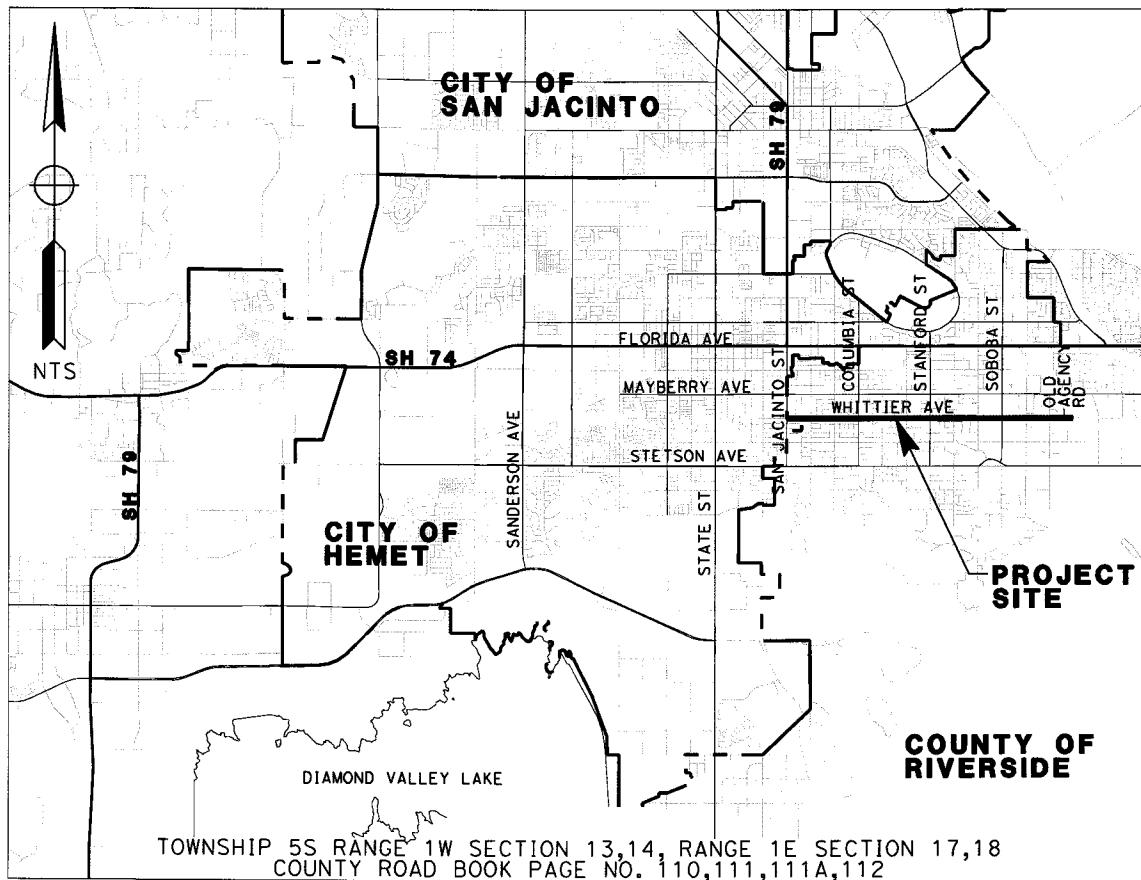 CITY OF
SAN JACINTO
SH 79
NTS
FLORIDA AVE
SH 74
COLUMBIA ST
STANFORD ST
SOBOBA ST
OLD
AGENCY
RD
MAYBERRY AVE
SAN JACINTO ST
WHITTIER AVE
STETSON AVE
SANDERSON AVE
SH 79
CITY OF
HEMET
STATE ST
PROJECT
SITE
COUNTY OF
RIVERSIDE
DIAMOND VALLEY LAKE
TOWNSHIP 5S RANGE 1W SECTION 13,14, RANGE 1E SECTION 17,18
COUNTY ROAD BOOK PAGE NO. 110,111,111A,112